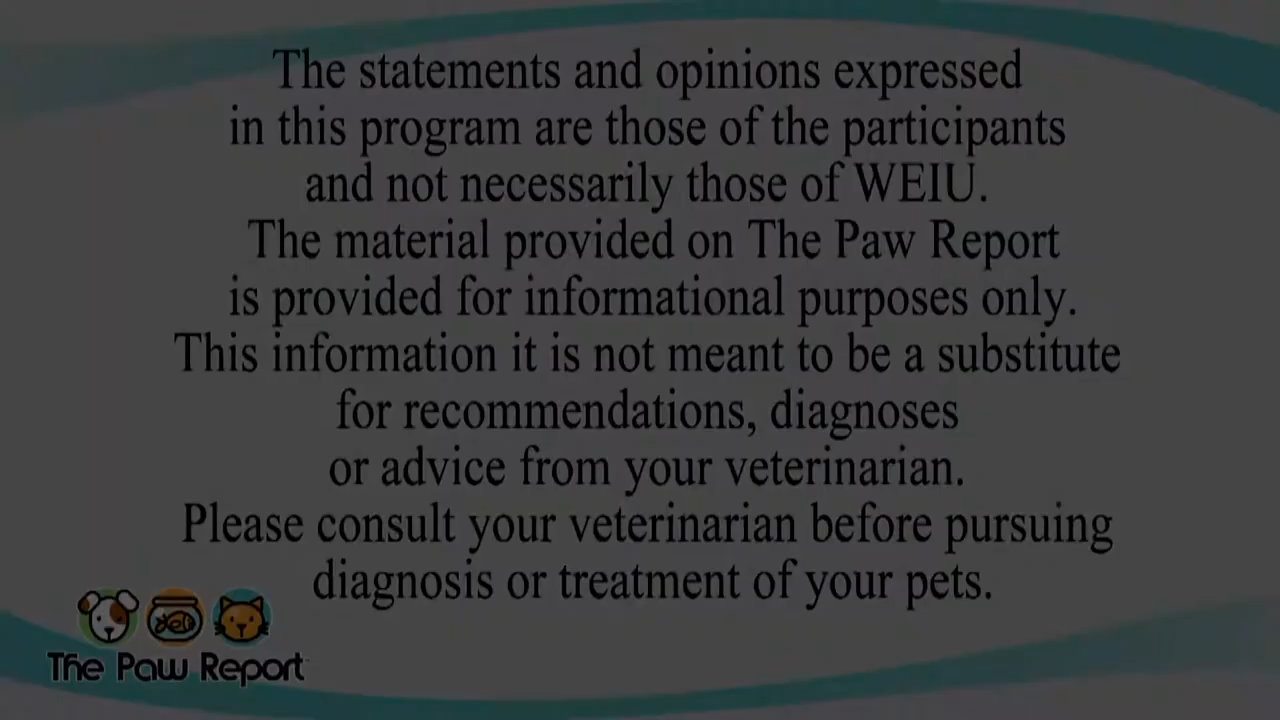 The statements and opinions expressed
in this program are those of the participants
and not necessarily those of WEIU.
The material provided on The Paw Report
is provided for informational purposes only.
This information it is not meant to be a substitute
for recommendations, diagnoses
or advice from your veterinarian.
Please consult your veterinarian before pursuing
diagnosis or treatment of your pets.
The Paw Report